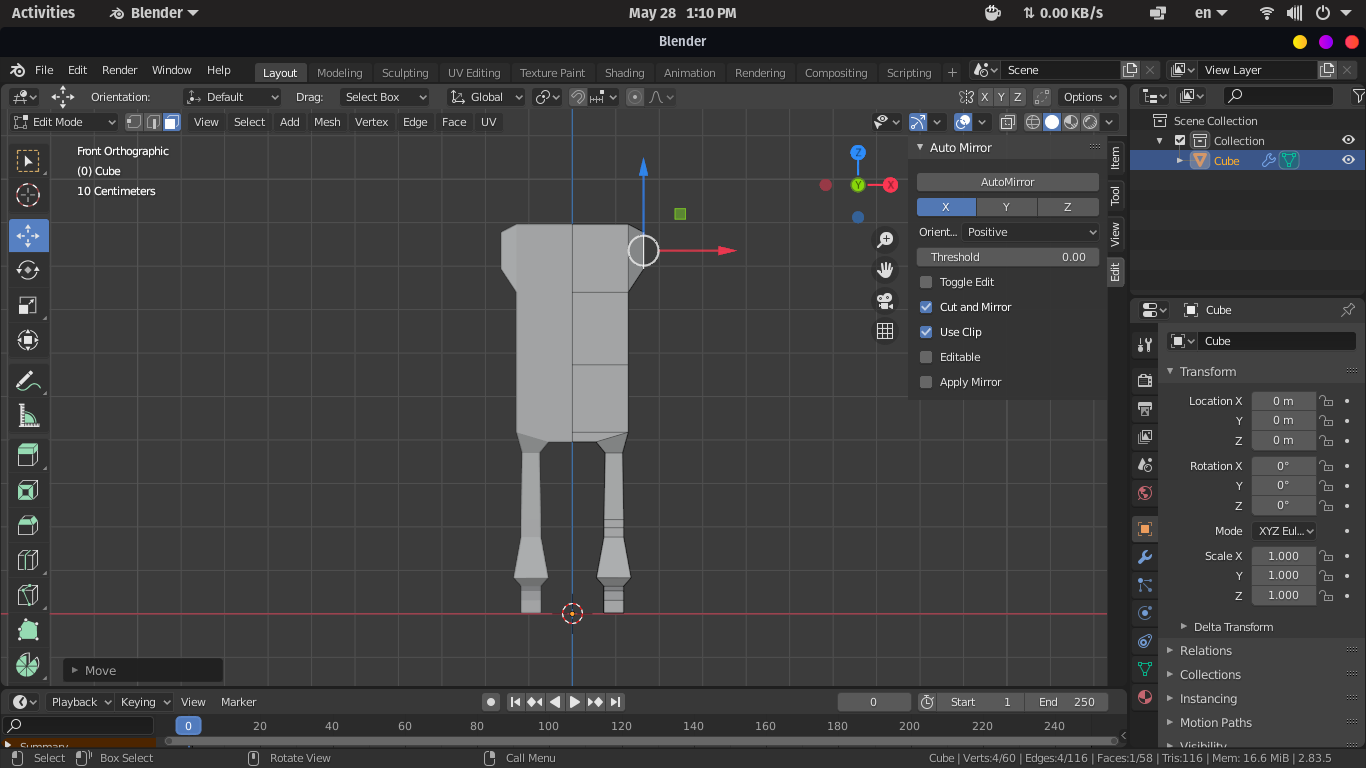 Activities Blender May 28 1:10 PM 0.00 KB/s en
Blender
File Edit Render Window Help Layout Modeling Sculpting UV Editing Texture Paint Shading Animation Rendering Compositing Scripting + Scene View Layer
Orientation: Default Drag: Select Box Global X Y Z Options
Edit Mode View Select Add Mesh Vertex Edge Face UV
Scene Collection
Collection
Cube
Front Orthographic
(0) Cube
10 Centimeters
Z
Y
X
Auto Mirror
AutoMirror
X Y Z
Orient... Positive
Threshold 0.00
Toggle Edit
Cut and Mirror
Use Clip
Editable
Apply Mirror
Item
Tool
View
Edit
Cube
Cube
Transform
Location X 0 m
Y 0 m
Z 0 m
Rotation X 0°
Y 0°
Z 0°
Mode XYZ Eul...
Scale X 1.000
Y 1.000
Z 1.000
Delta Transform
Relations
Collections
Instancing
Motion Paths
Visibility
Move
Playback Keying View Marker 0 Start 1 End 250
0 20 40 60 80 100 120 140 160 180 200 220 240
Summary
Select Box Select Rotate View Call Menu Cube | Verts:4/60 | Edges:4/116 | Faces:1/58 | Tris:116 | Mem: 16.6 MiB | 2.83.5